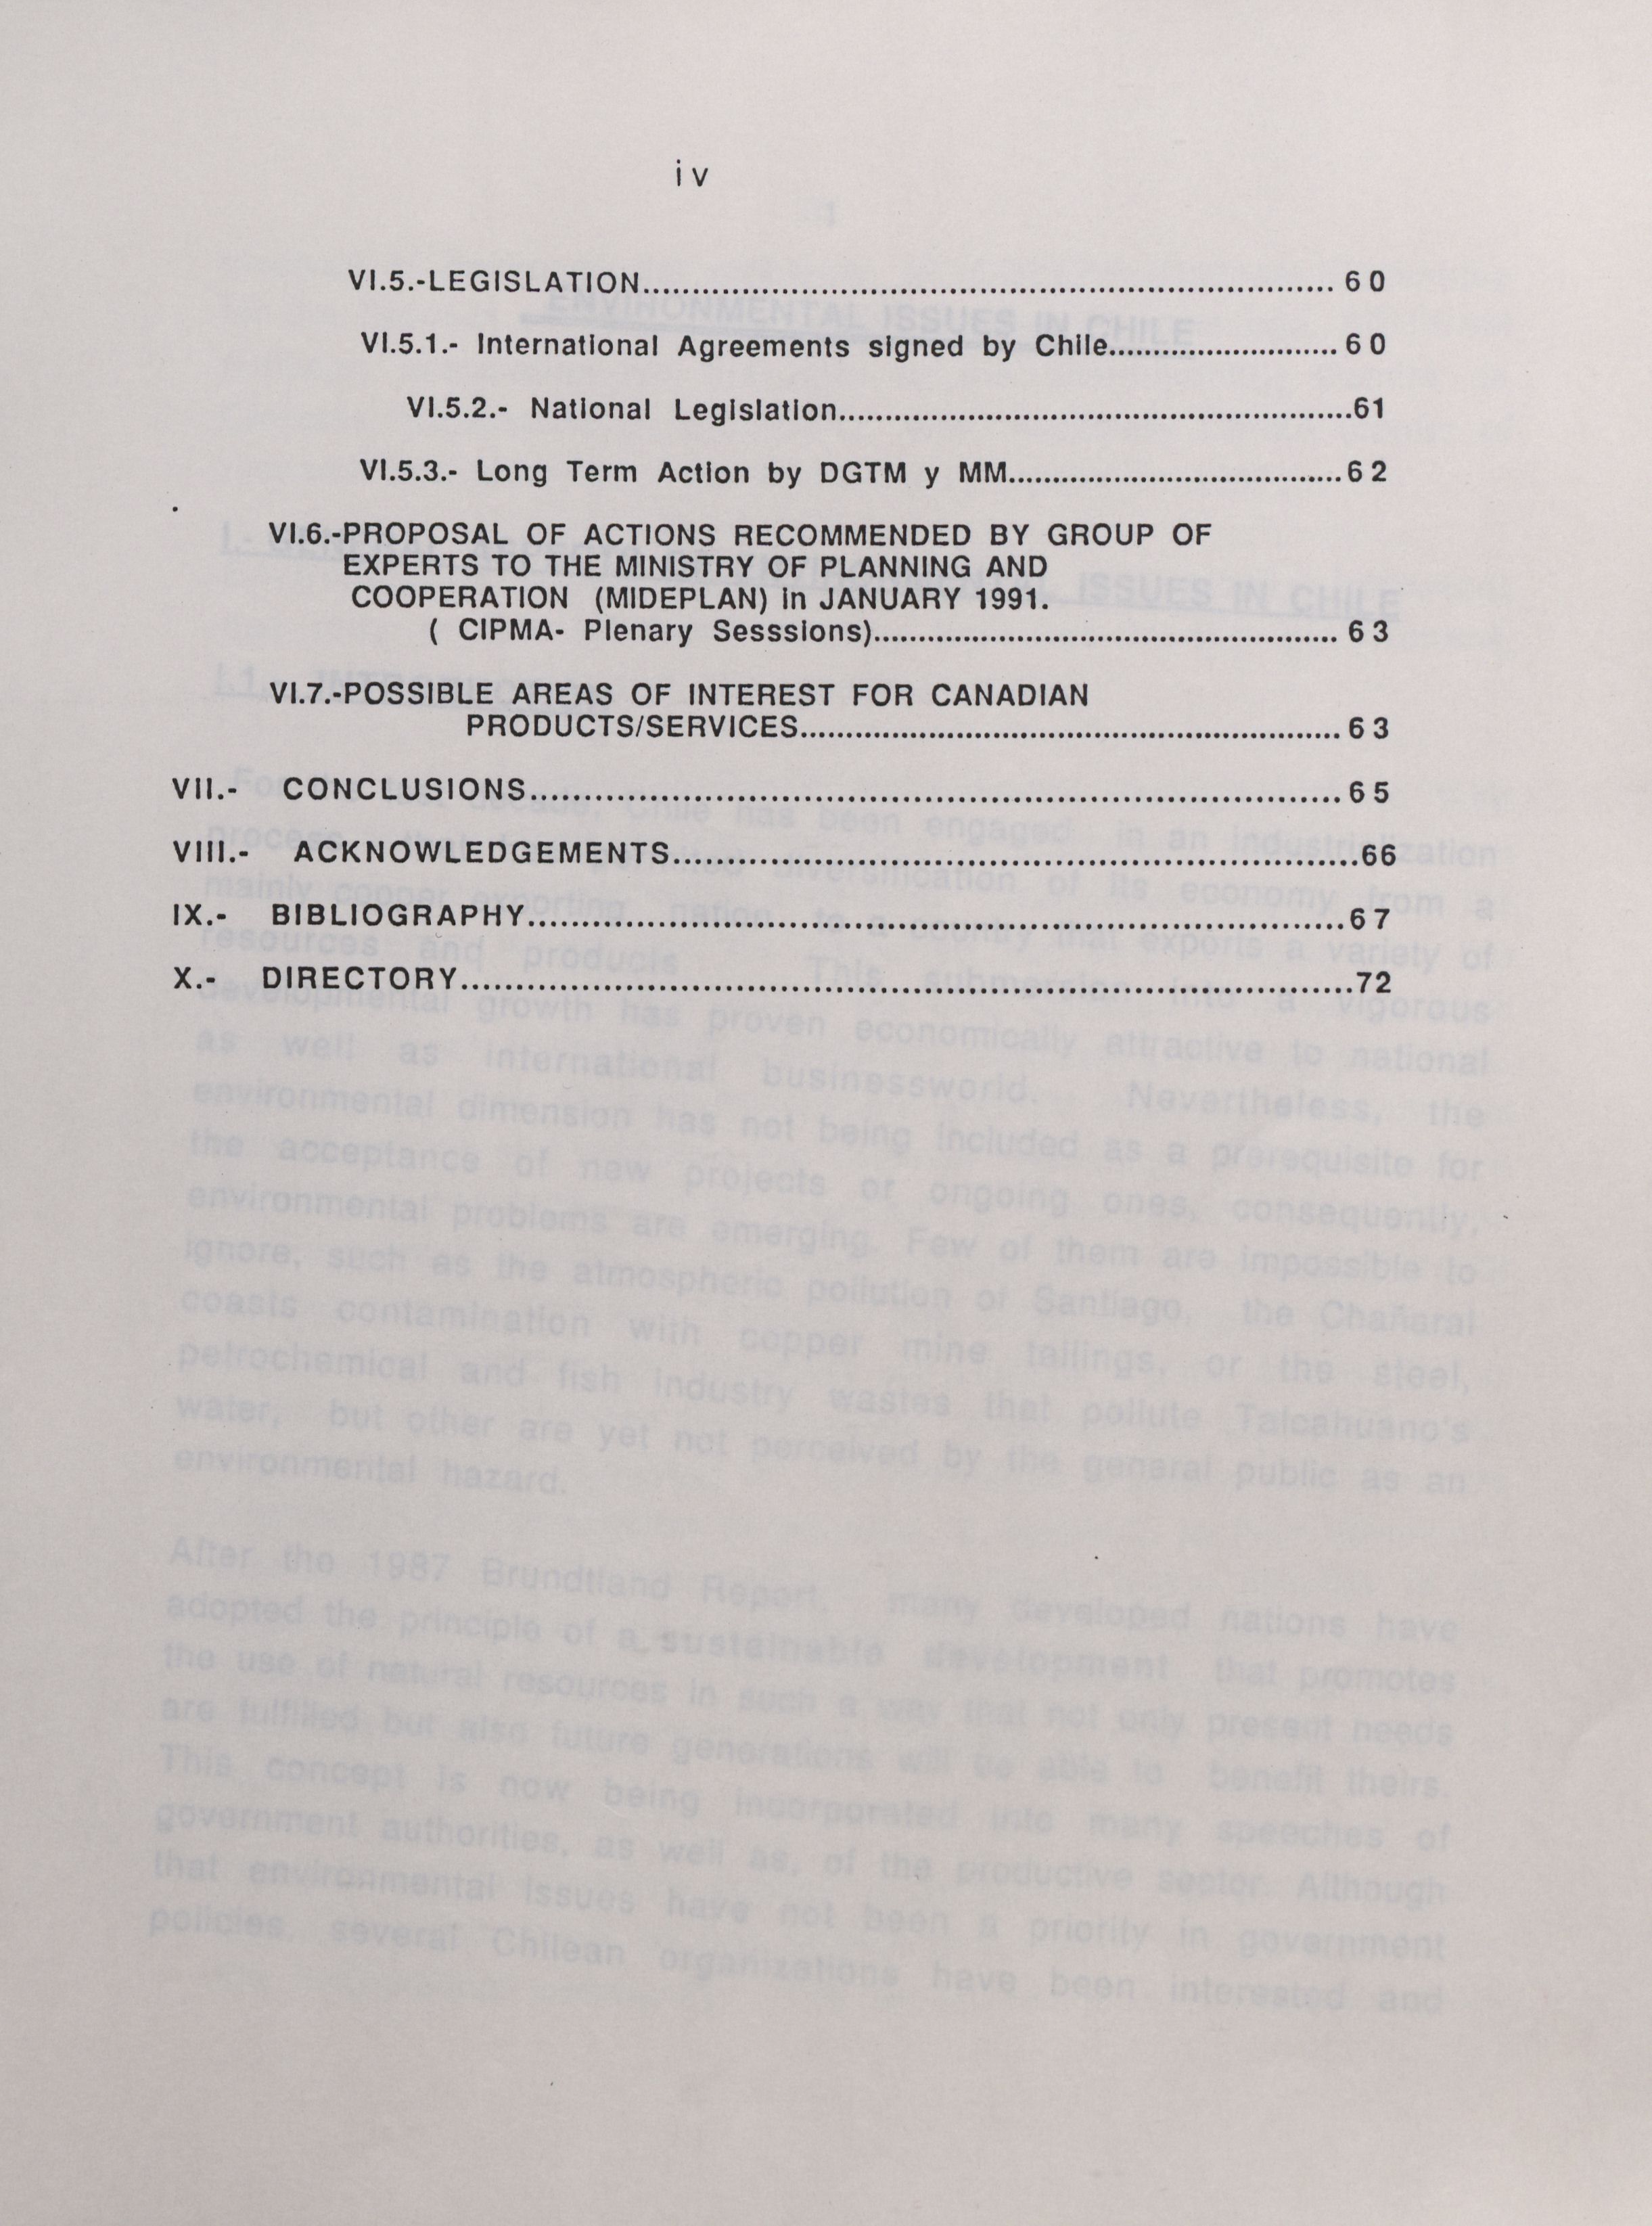 iv
VI.5.-LEGISLATION.................................................................... 60
VI.5.1.- International Agreements signed by Chile.......................... 60
VI.5.2.- National Legislation...........................................................61
VI.5.3.- Long Term Action by DGTM y MM......................................62
VI.6.-PROPOSAL OF ACTIONS RECOMMENDED BY GROUP OF
EXPERTS TO THE MINISTRY OF PLANNING AND
COOPERATION (MIDEPLAN) in JANUARY 1991.
( CIPMA- Plenary Sesssions)..................................................... 63
VI.7.-POSSIBLE AREAS OF INTEREST FOR CANADIAN
PRODUCTS/SERVICES.............................................................. 63
VII.- CONCLUSIONS........................................................................... 65
VIII.- ACKNOWLEDGEMENTS...............................................................66
IX.- BIBLIOGRAPHY...........................................................................67
X.- DIRECTORY..................................................................................72